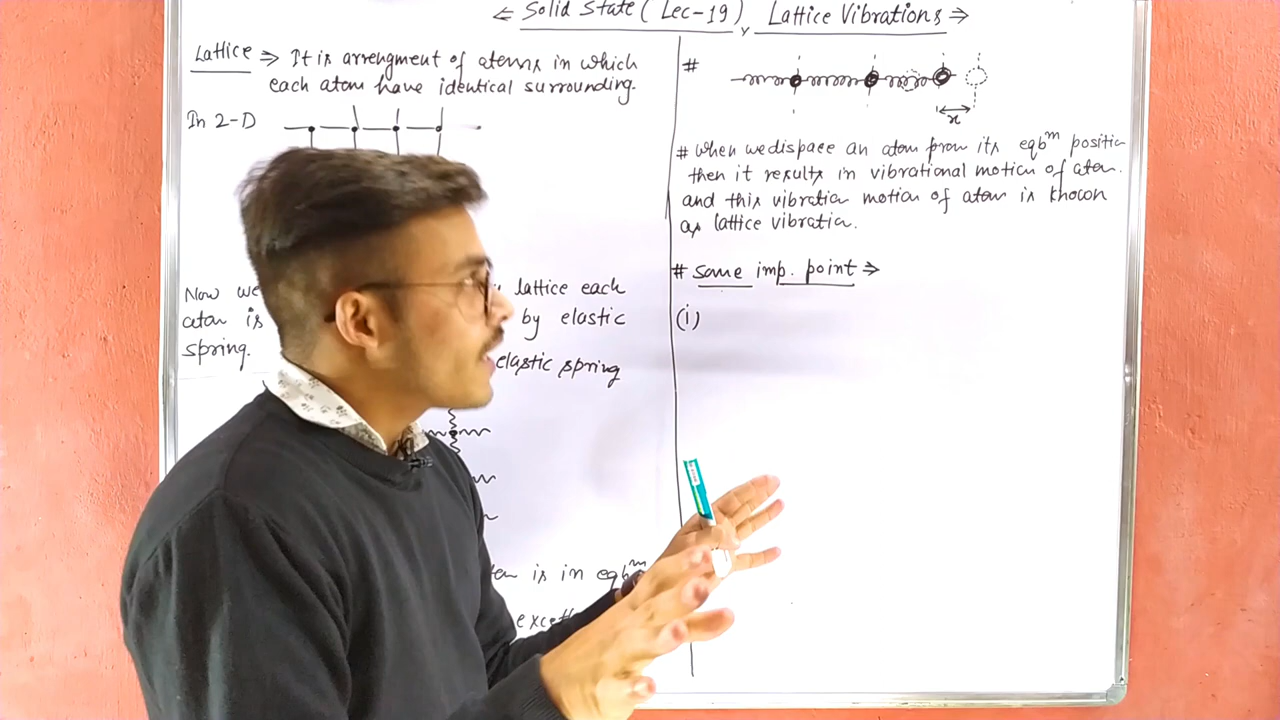 ⇐ Solid State ( Lec-19 ), Lattice Vibrations ⇒
Lattice ⇒ It is arrengment of atoms in which
each atom have identical surrounding.
In 2-D
Now we lattice each
atom is by elastic
spring.
elastic spring
is in eqbm
#
x
# When we dispace an atom from its eqbm position
then it results in vibrational motion of atom.
and this vibration motion of atom is known
as lattice vibration.
# Some imp. point ⇒
(i)